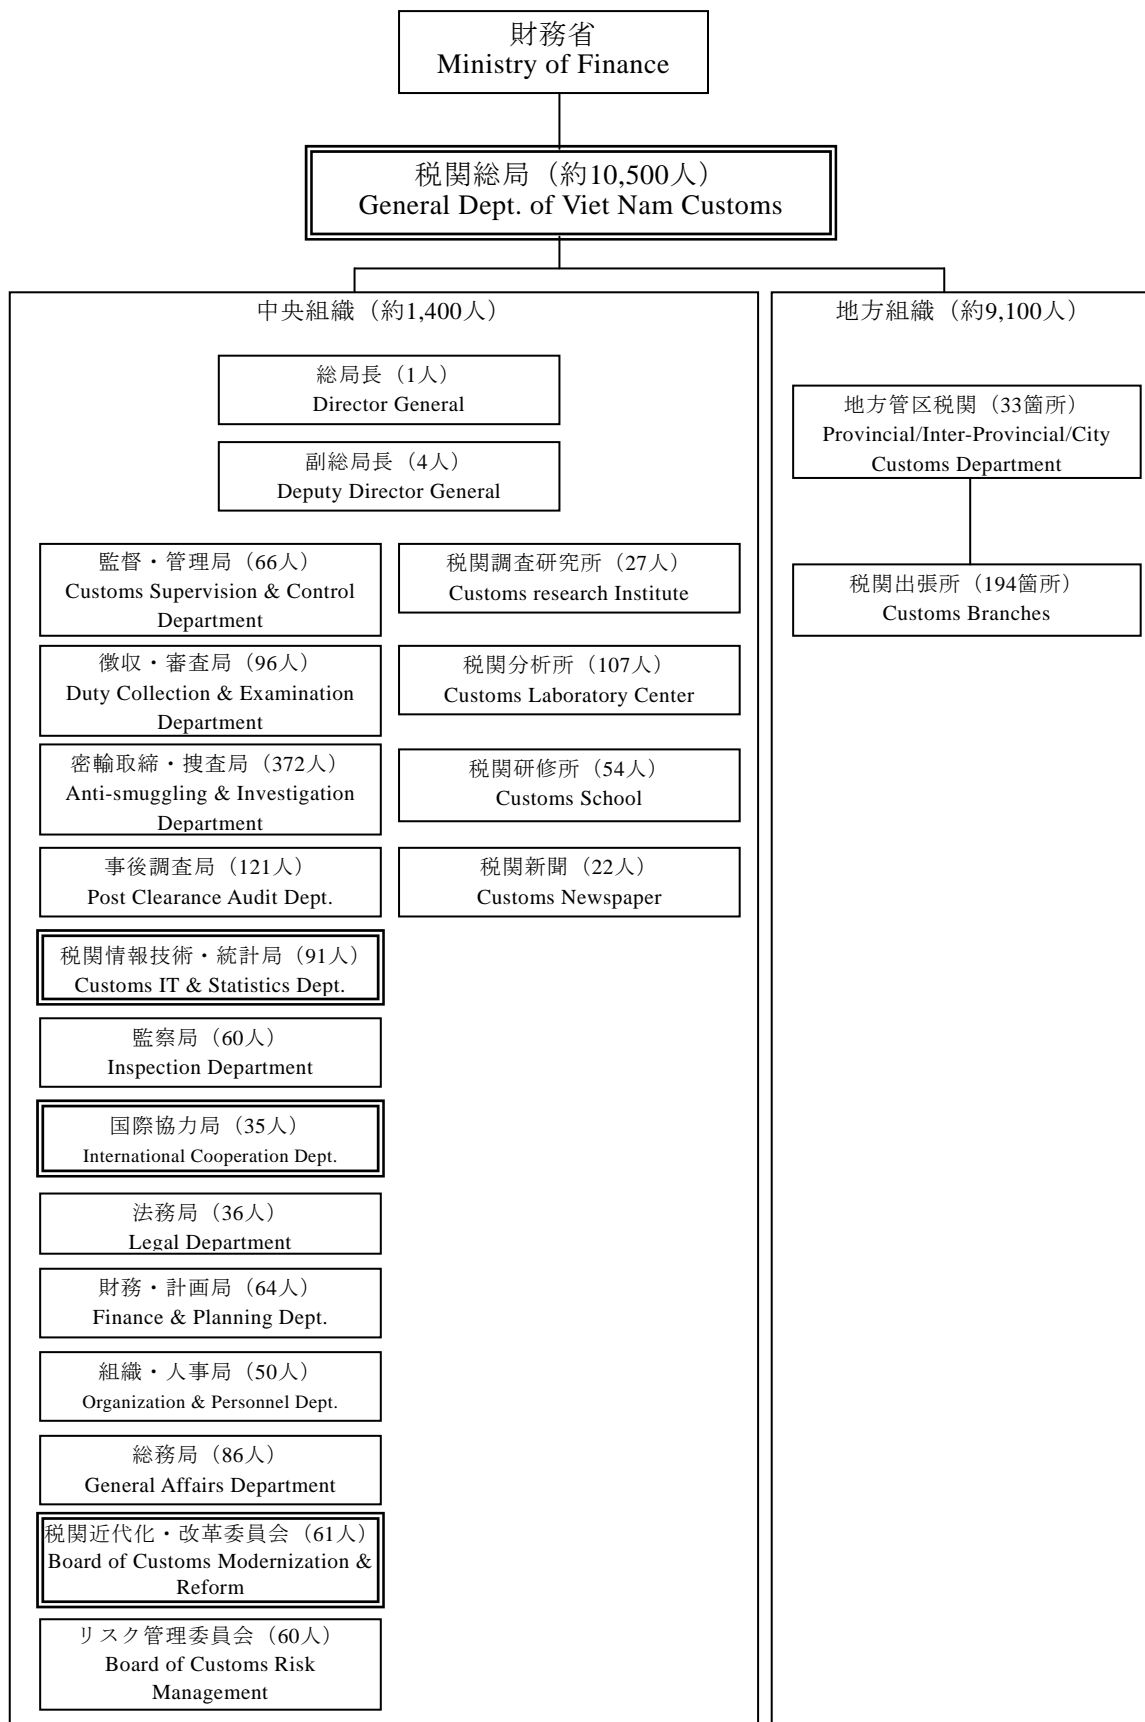 財務省
Ministry of Finance
税関総局（約10,500人）
General Dept. of Viet Nam Customs
中央組織（約1,400人）
総局長（1人）
Director General
副総局長（4人）
Deputy Director General
監督・管理局（66人）
Customs Supervision & Control
Department
徴収・審査局（96人）
Duty Collection & Examination
Department
密輸取締・捜査局（372人）
Anti-smuggling & Investigation
Department
事後調査局（121人）
Post Clearance Audit Dept.
税関情報技術・統計局（91人）
Customs IT & Statistics Dept.
監察局（60人）
Inspection Department
国際協力局（35人）
International Cooperation Dept.
法務局（36人）
Legal Department
財務・計画局（64人）
Finance & Planning Dept.
組織・人事局（50人）
Organization & Personnel Dept.
総務局（86人）
General Affairs Department
税関近代化・改革委員会（61人）
Board of Customs Modernization &
Reform
リスク管理委員会（60人）
Board of Customs Risk
Management
税関調査研究所（27人）
Customs research Institute
税関分析所（107人）
Customs Laboratory Center
税関研修所（54人）
Customs School
税関新聞（22人）
Customs Newspaper
地方組織（約9,100人）
地方管区税関（33箇所）
Provincial/Inter-Provincial/City
Customs Department
税関出張所（194箇所）
Customs Branches